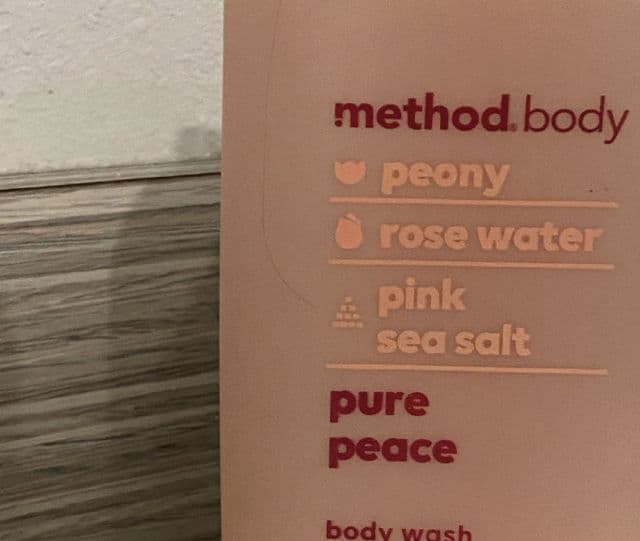 method. body
peony
rose water
pink
sea salt
pure
peace
body wash